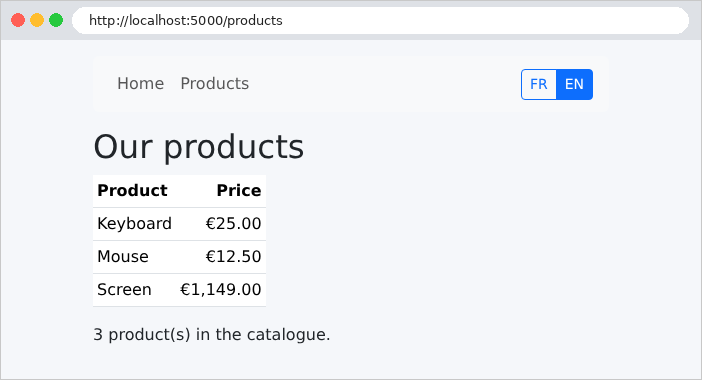 http://localhost:5000/products
Home Products FR EN
Our products
Product Price
Keyboard €25.00
Mouse €12.50
Screen €1,149.00
3 product(s) in the catalogue.